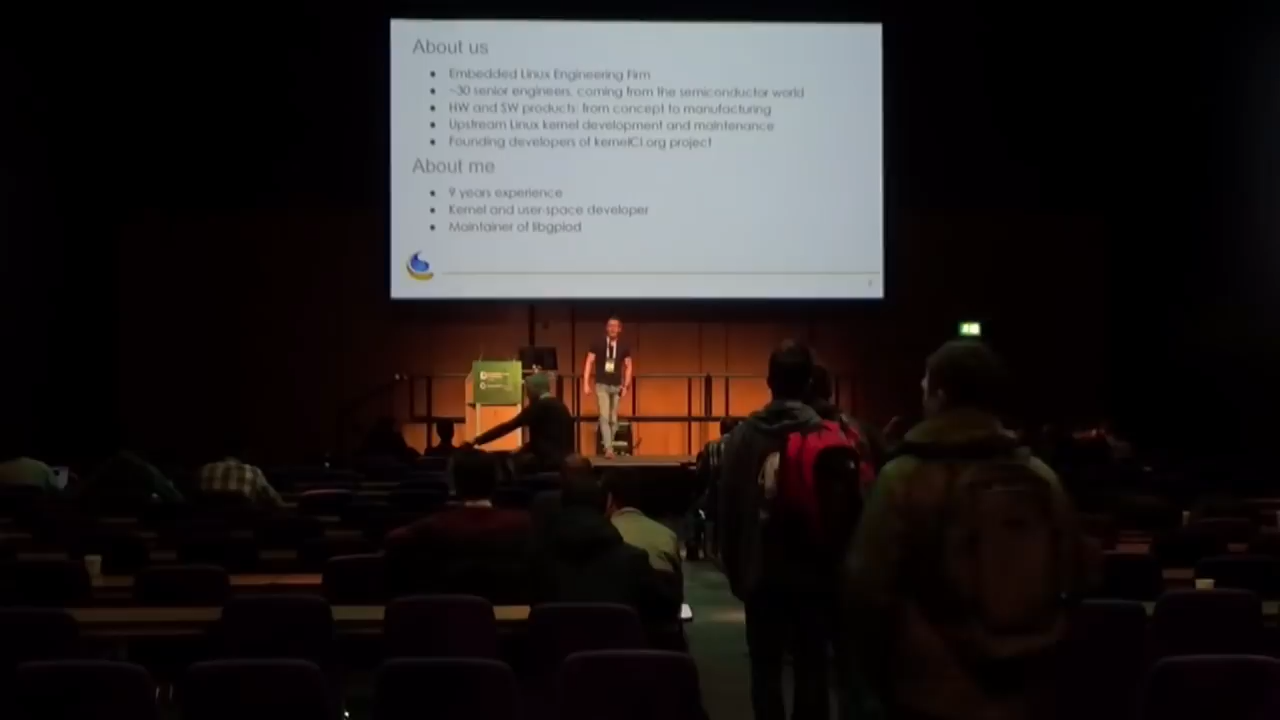 About us
● Embedded Linux Engineering Firm
● ~30 senior engineers, coming from the semiconductor world
● HW and SW products: from concept to manufacturing
● Upstream Linux kernel development and maintenance
● Founding developers of kernelCI.org project
About me
● 9 years experience
● Kernel and user-space developer
● Maintainer of libgpiod